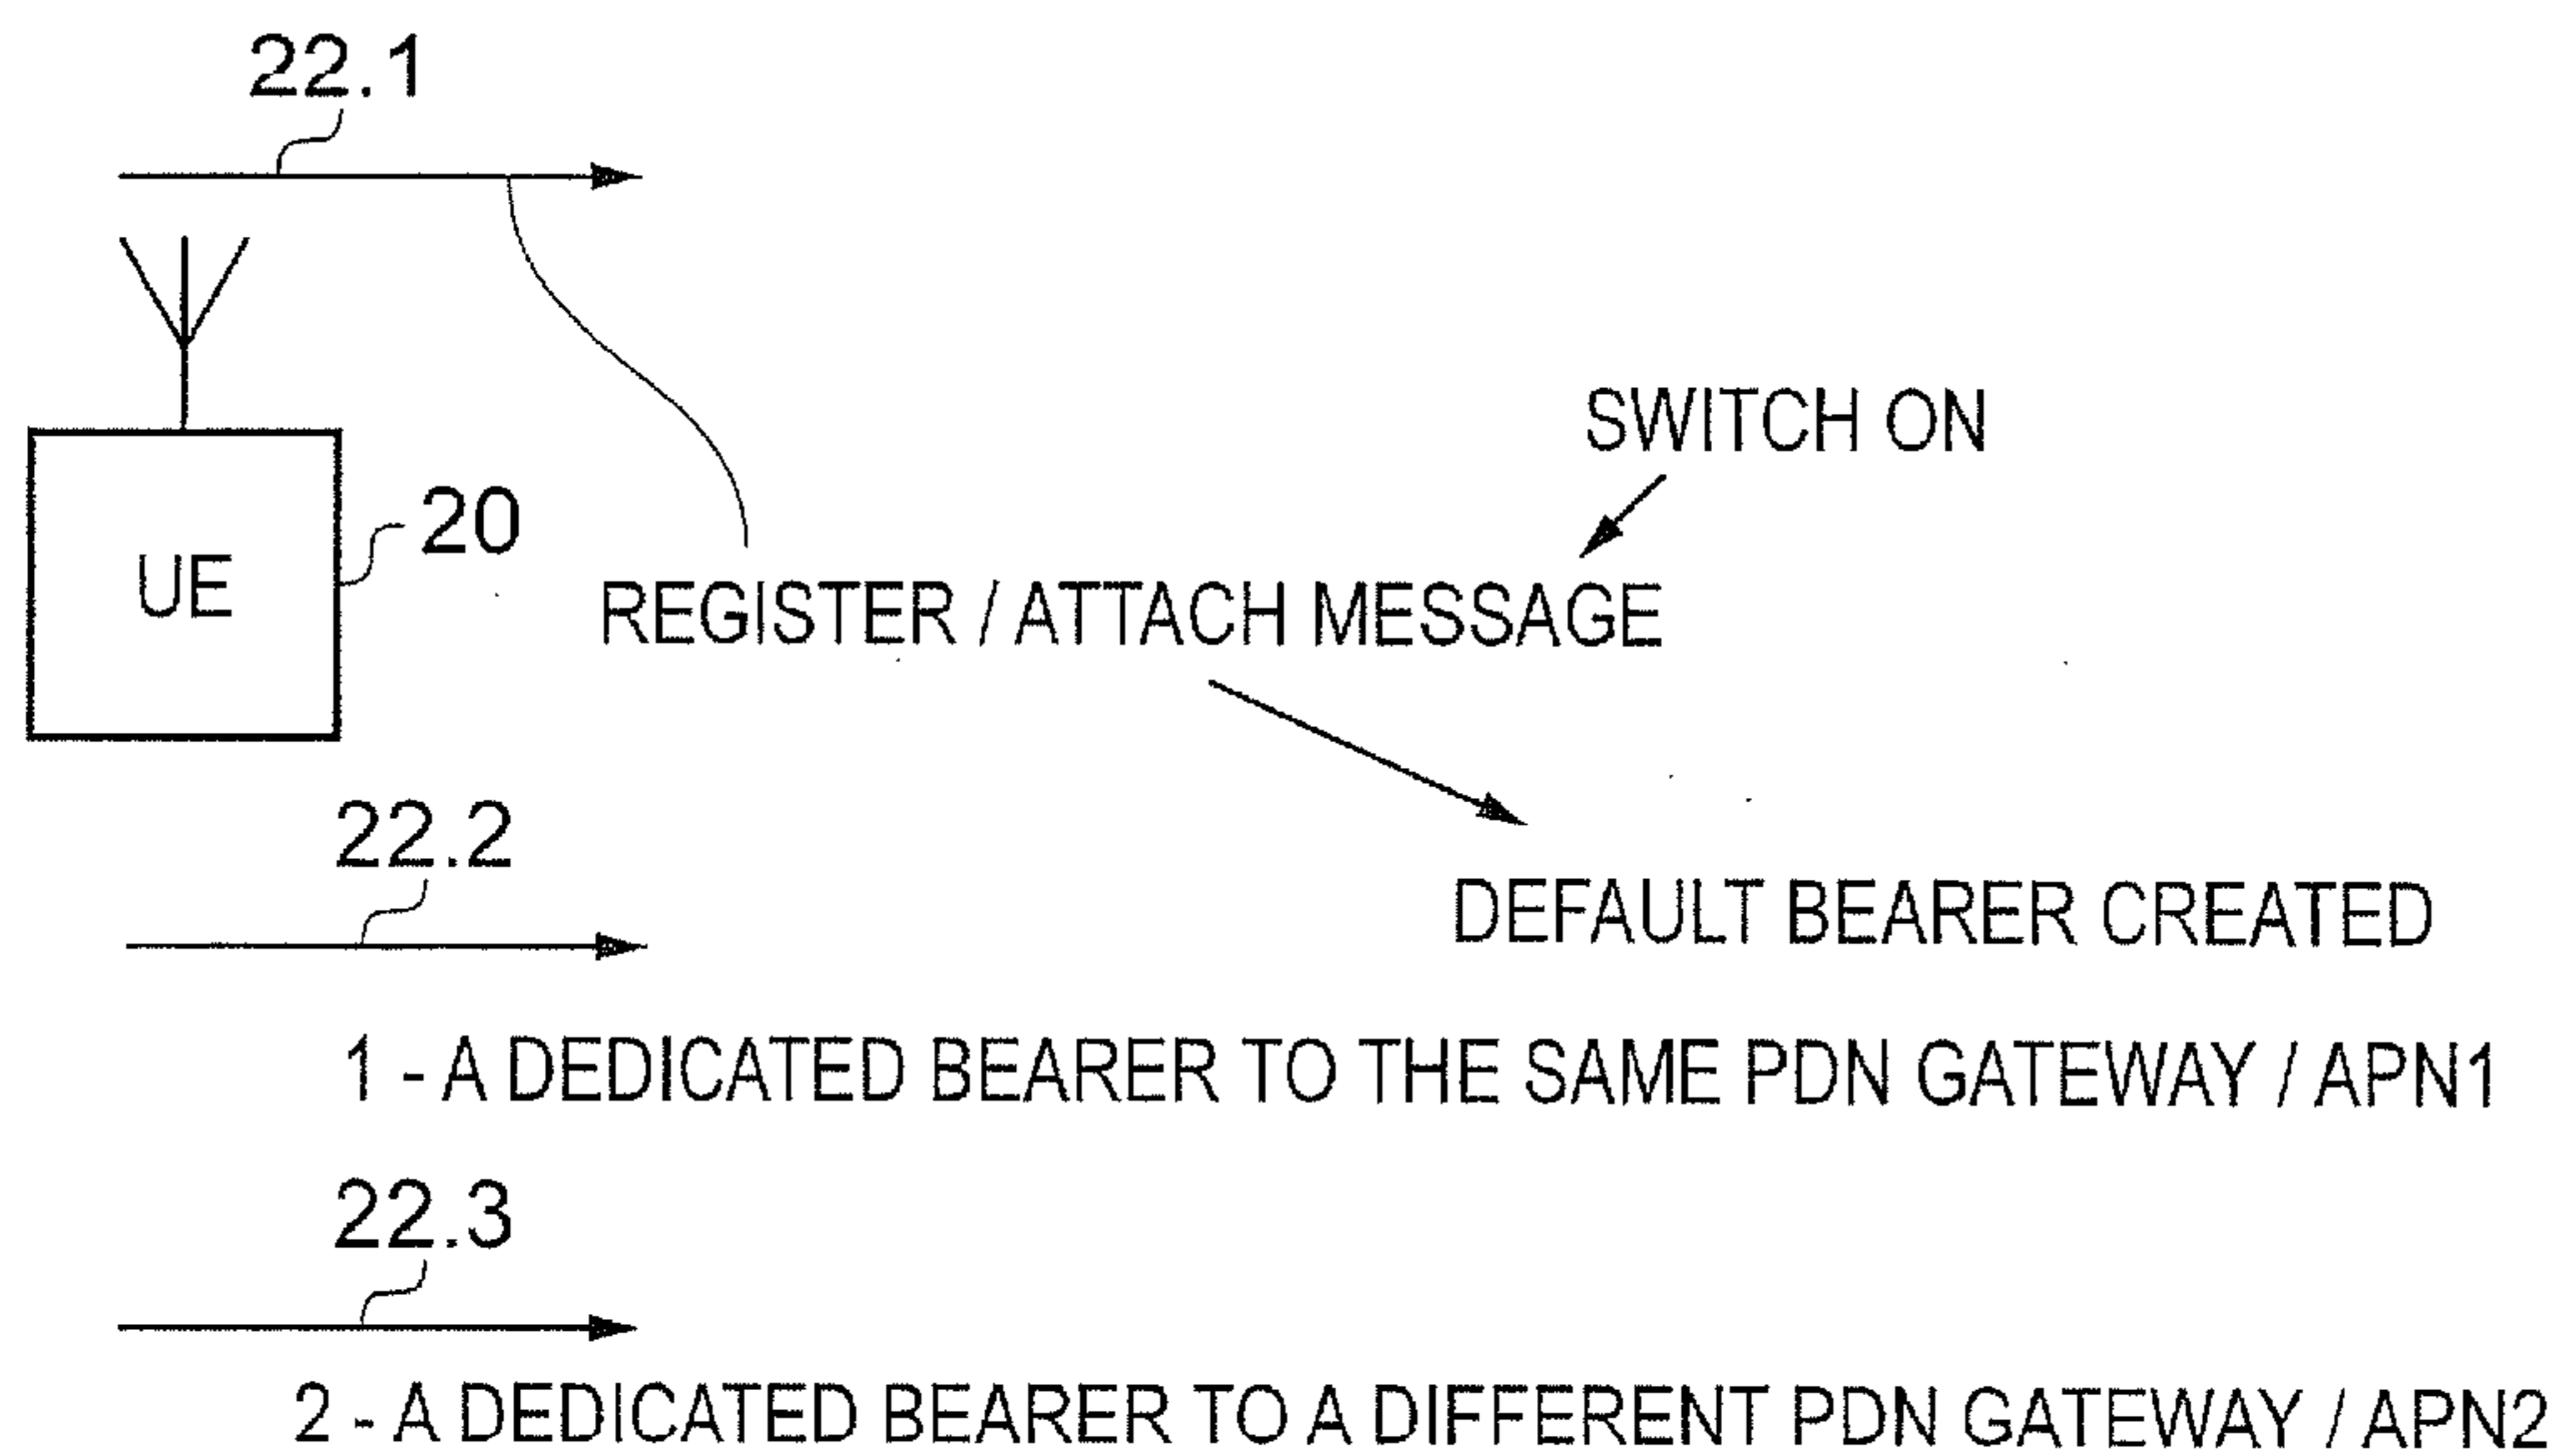 22.1
SWITCH ON
UE
20
REGISTER / ATTACH MESSAGE
22.2
DEFAULT BEARER CREATED
1 - A DEDICATED BEARER TO THE SAME PDN GATEWAY / APN1
22.3
2 - A DEDICATED BEARER TO A DIFFERENT PDN GATEWAY / APN2